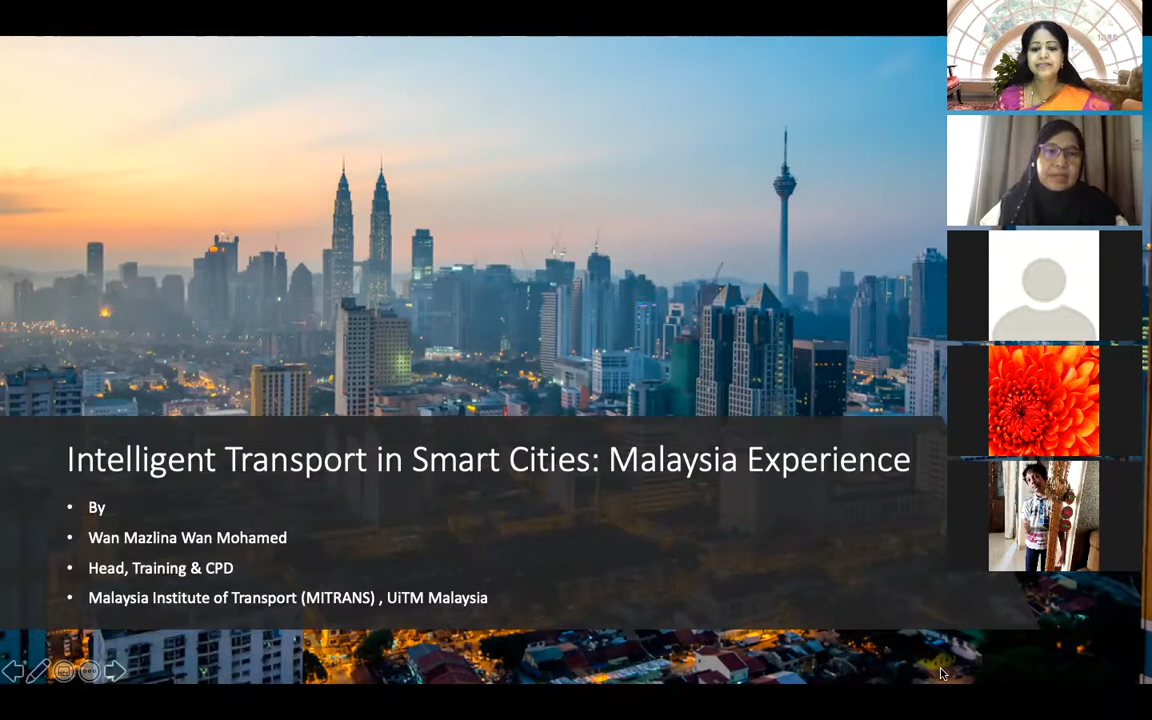 Intelligent Transport in Smart Cities: Malaysia Experience
• By
• Wan Mazlina Wan Mohamed
• Head, Training & CPD
• Malaysia Institute of Transport (MITRANS) , UiTM Malaysia